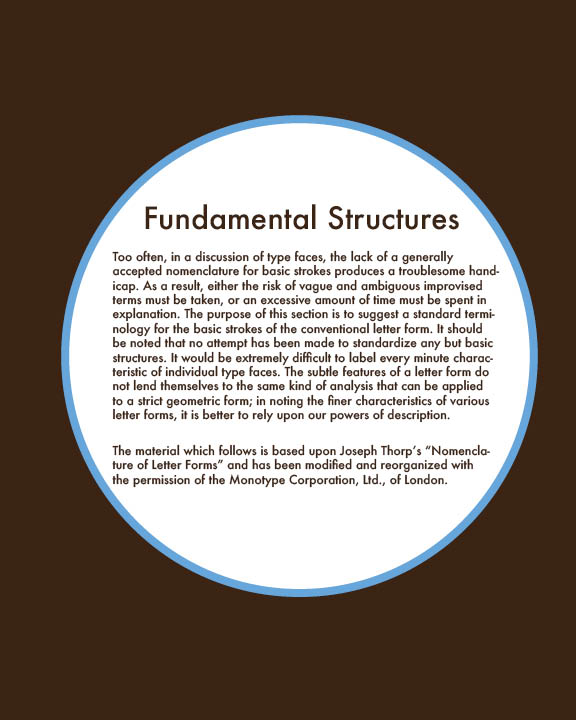 Fundamental Structures
Too often, in a discussion of type faces, the lack of a generally
accepted nomenclature for basic strokes produces a troublesome hand-
icap. As a result, either the risk of vague and ambiguous improvised
terms must be taken, or an excessive amount of time must be spent in
explanation. The purpose of this section is to suggest a standard termi-
nology for the basic strokes of the conventional letter form. It should
be noted that no attempt has been made to standardize any but basic
structures. It would be extremely difficult to label every minute charac-
teristic of individual type faces. The subtle features of a letter form do
not lend themselves to the same kind of analysis that can be applied
to a strict geometric form; in noting the finer characteristics of various
letter forms, it is better to rely upon our powers of description.
The material which follows is based upon Joseph Thorp's “Nomencla-
ture of Letter Forms” and has been modified and reorganized with
the permission of the Monotype Corporation, Ltd., of London.